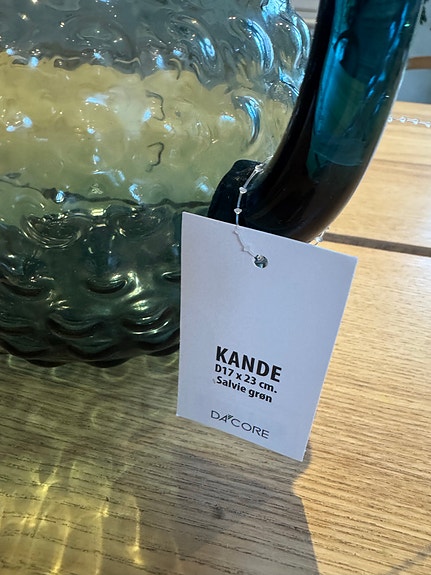 KANDE
D17 x 23 cm.
Salvie grøn
DA'CORE